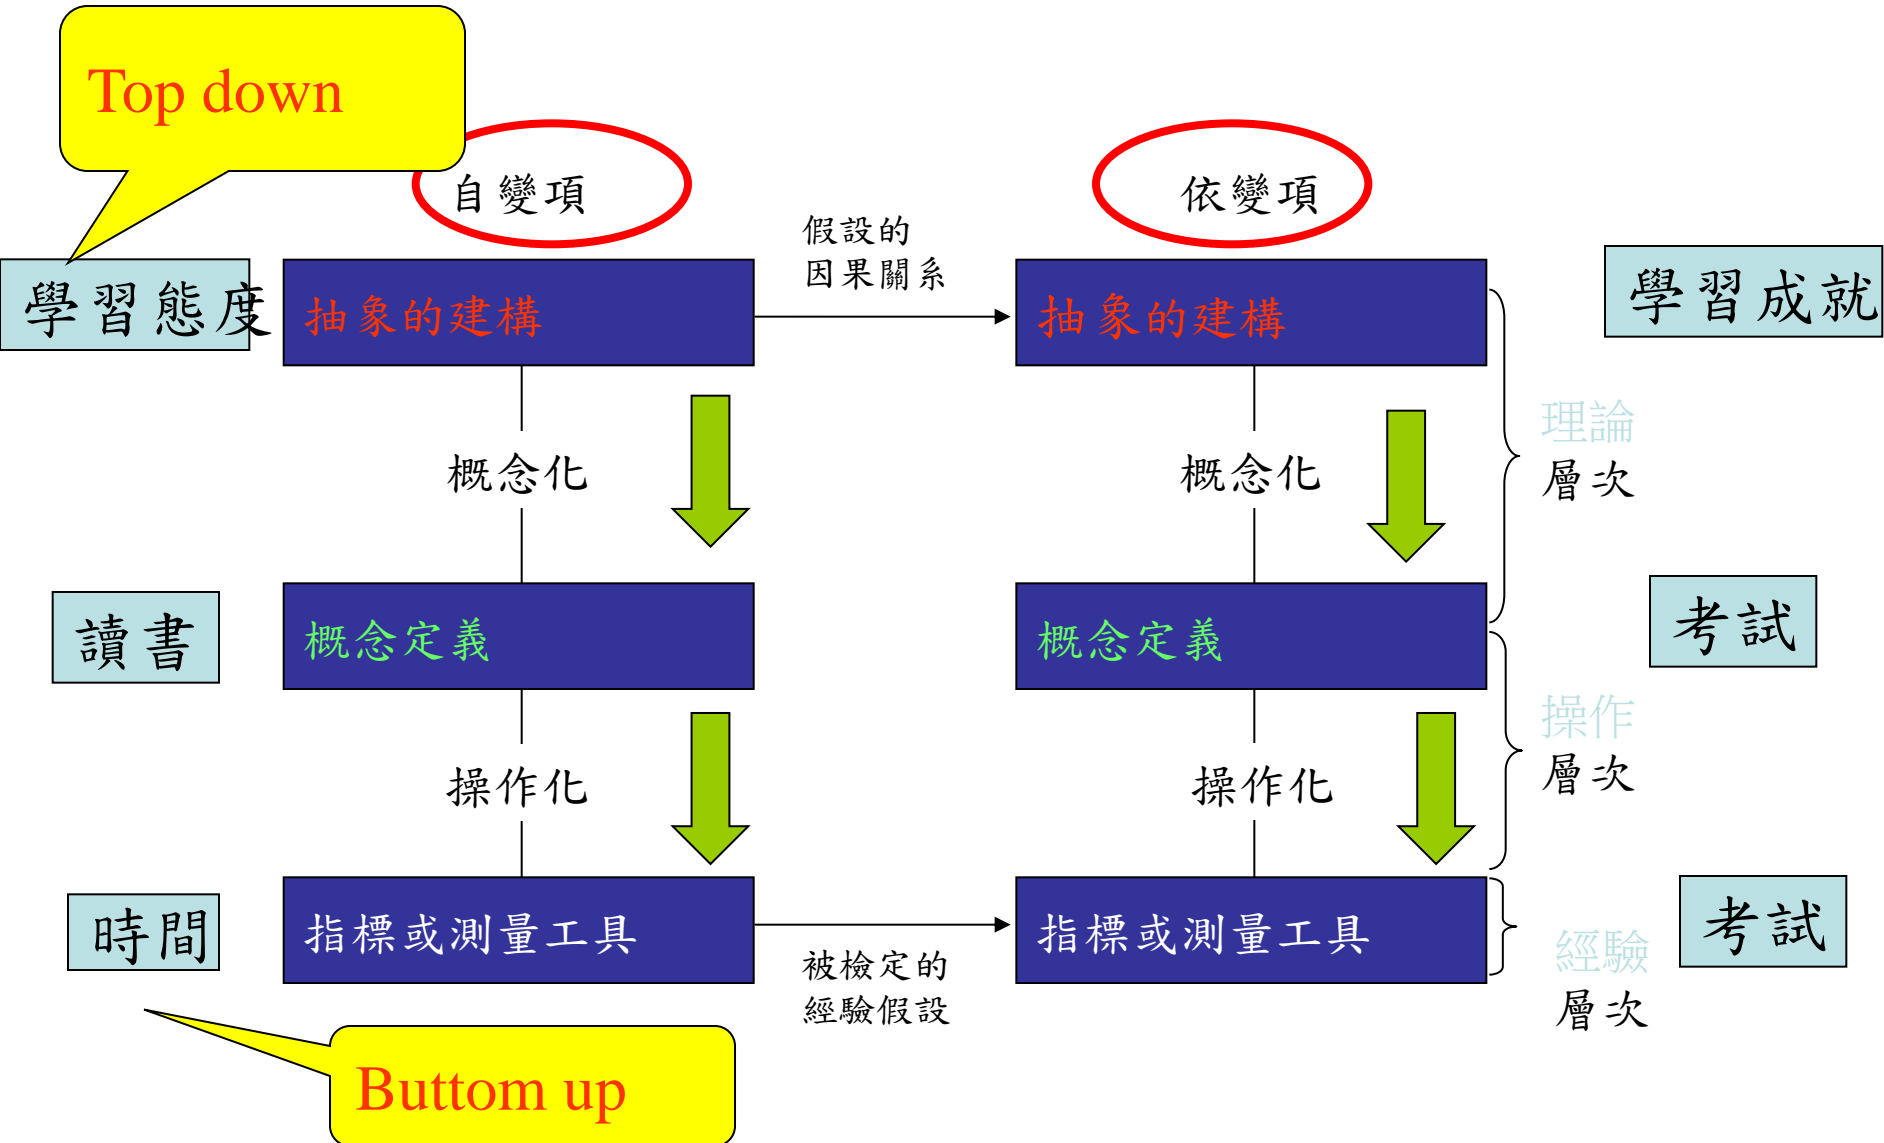 Top down
自變項
依變項
假設的
因果關系
學習態度
抽象的建構
抽象的建構
學習成就
概念化
概念化
理論
層次
讀書
概念定義
概念定義
考試
操作化
操作化
操作
層次
時間
指標或測量工具
指標或測量工具
考試
被檢定的
經驗假設
經驗
層次
Buttom up